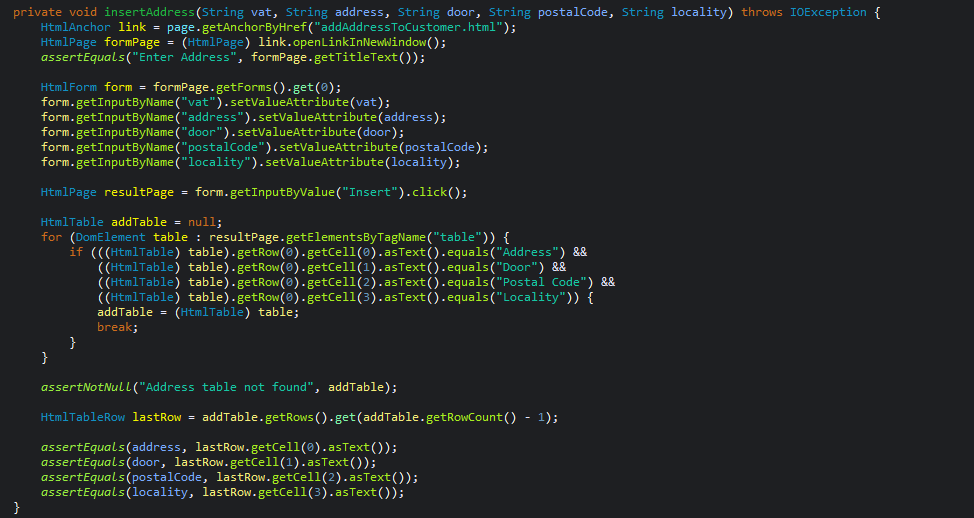 private void insertAddress(String vat, String address, String door, String postalCode, String locality) throws IOException {
    HtmlAnchor link = page.getAnchorByHref("addAddressToCustomer.html");
    HtmlPage formPage = (HtmlPage) link.openLinkInNewWindow();
    assertEquals("Enter Address", formPage.getTitleText());

    HtmlForm form = formPage.getForms().get(0);
    form.getInputByName("vat").setValueAttribute(vat);
    form.getInputByName("address").setValueAttribute(address);
    form.getInputByName("door").setValueAttribute(door);
    form.getInputByName("postalCode").setValueAttribute(postalCode);
    form.getInputByName("locality").setValueAttribute(locality);

    HtmlPage resultPage = form.getInputByValue("Insert").click();

    HtmlTable addTable = null;
    for (DomElement table : resultPage.getElementsByTagName("table")) {
        if (((HtmlTable) table).getRow(0).getCell(0).asText().equals("Address") &&
            ((HtmlTable) table).getRow(0).getCell(1).asText().equals("Door") &&
            ((HtmlTable) table).getRow(0).getCell(2).asText().equals("Postal Code") &&
            ((HtmlTable) table).getRow(0).getCell(3).asText().equals("Locality")) {
            addTable = (HtmlTable) table;
            break;
        }
    }

    assertNotNull("Address table not found", addTable);

    HtmlTableRow lastRow = addTable.getRows().get(addTable.getRowCount() - 1);

    assertEquals(address, lastRow.getCell(0).asText());
    assertEquals(door, lastRow.getCell(1).asText());
    assertEquals(postalCode, lastRow.getCell(2).asText());
    assertEquals(locality, lastRow.getCell(3).asText());
}